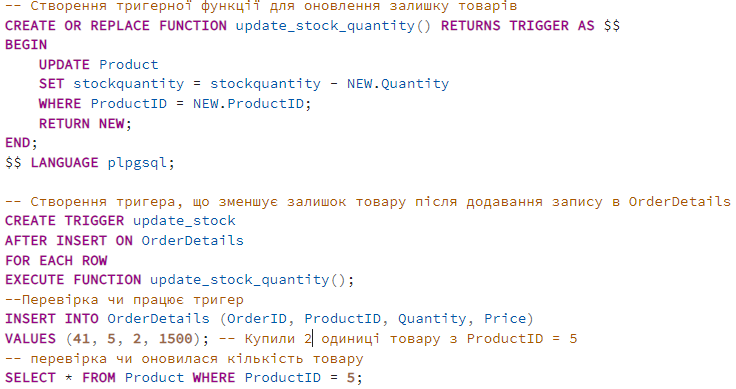 -- Створення тригерної функції для оновлення залишку товарів
CREATE OR REPLACE FUNCTION update_stock_quantity() RETURNS TRIGGER AS $$
BEGIN
    UPDATE Product
    SET stockquantity = stockquantity - NEW.Quantity
    WHERE ProductID = NEW.ProductID;
    RETURN NEW;
END;
$$ LANGUAGE plpgsql;

-- Створення тригера, що зменшує залишок товару після додавання запису в OrderDetails
CREATE TRIGGER update_stock
AFTER INSERT ON OrderDetails
FOR EACH ROW
EXECUTE FUNCTION update_stock_quantity();
--Перевірка чи працює тригер
INSERT INTO OrderDetails (OrderID, ProductID, Quantity, Price)
VALUES (41, 5, 2, 1500); -- Купили 2 одиниці товару з ProductID = 5
-- перевірка чи оновилася кількість товару
SELECT * FROM Product WHERE ProductID = 5;